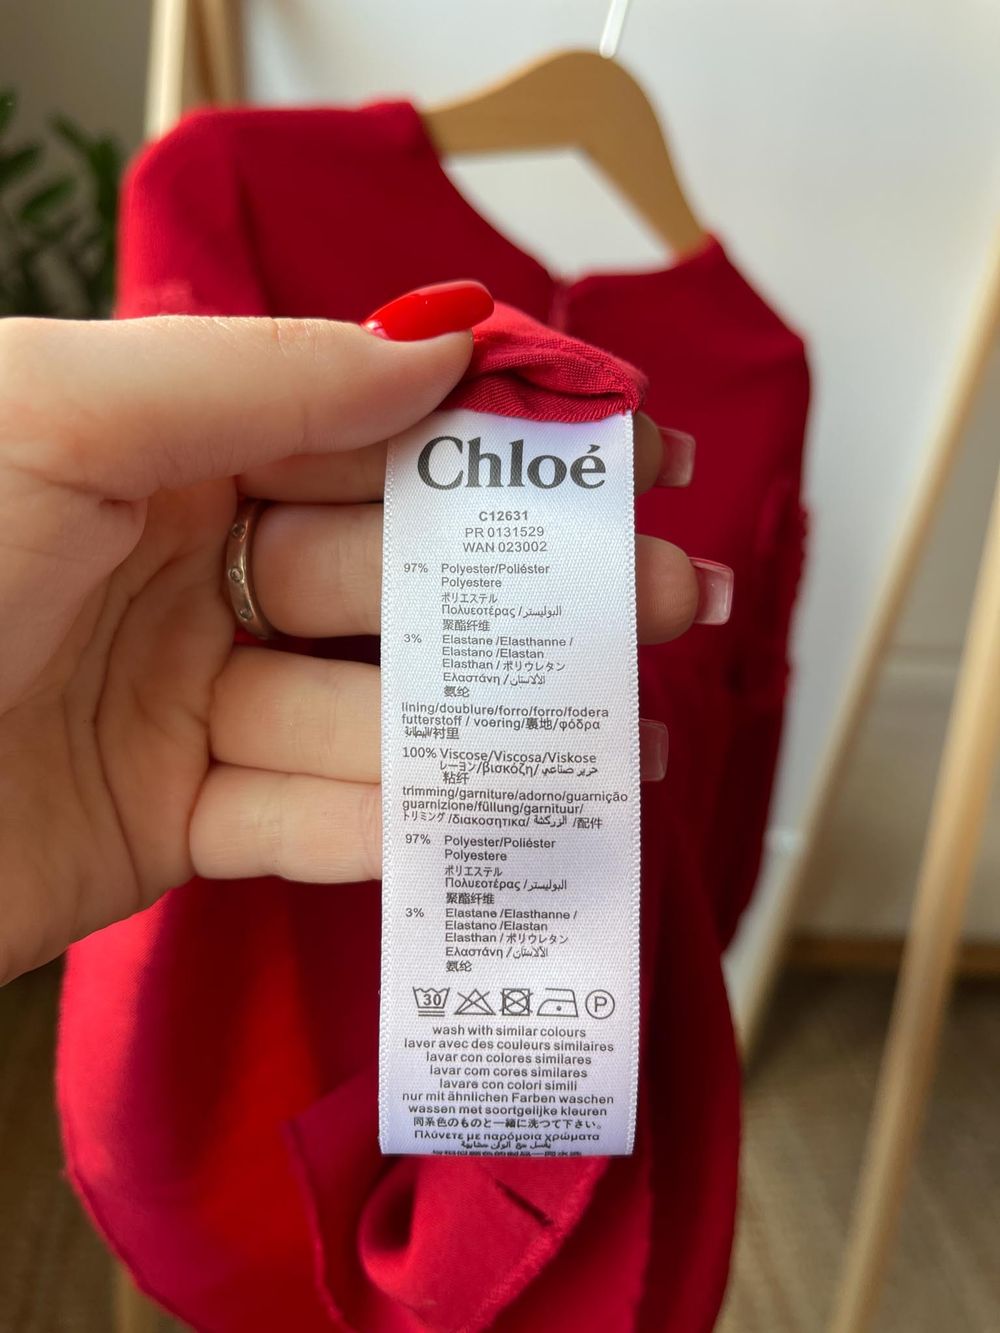 Chloé
C12631
PR 0131529
WAN 023002
97% Polyester/Poliéster
Polyestere
ポリエステル
Πολυεστέρας /البوليستر
聚酯纤维
3% Elastane /Elasthanne /
Elastano /Elastan
Elasthan / ポリウレタン
Ελαστάνη /الألاستان
氨纶
lining/doublure/forro/forro/fodera
futterstoff / voering/裏地/φόδρα
البطانة/衬里
100% Viscose/Viscosa/Viskose
レーヨン/βισκόζη/ حرير صناعي
粘纤
trimming/garniture/adorno/guarnição
guarnizione/füllung/garnituur/
トリミング /διακοσητικα/ الزركشة /配件
97% Polyester/Poliéster
Polyestere
ポリエステル
Πολυεστέρας /البوليستر
聚酯纤维
3% Elastane /Elasthanne /
Elastano /Elastan
Elasthan / ポリウレタン
Ελαστάνη /الألاستان
氨纶
30 P
wash with similar colours
laver avec des couleurs similaires
lavar con colores similares
lavar com cores similares
lavare con colori simili
nur mit ähnlichen Farben waschen
wassen met soortgelijke kleuren
同系色のものと一緒に洗つて下さい。
Πλύνετε με παρόμοια χρώματα